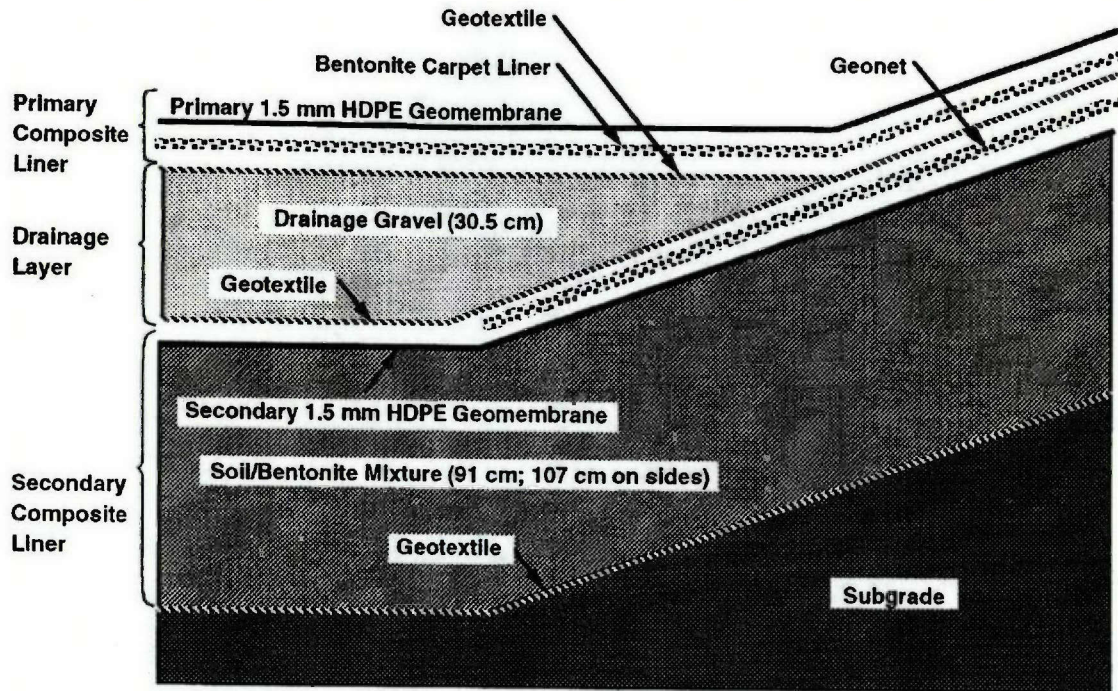 Geotextile
Bentonite Carpet Liner
Geonet
Primary
Composite
Liner
Primary 1.5 mm HDPE Geomembrane
Drainage Gravel (30.5 cm)
Drainage
Layer
Geotextile
Secondary 1.5 mm HDPE Geomembrane
Soil/Bentonite Mixture (91 cm; 107 cm on sides)
Secondary
Composite
Liner
Geotextile
Subgrade